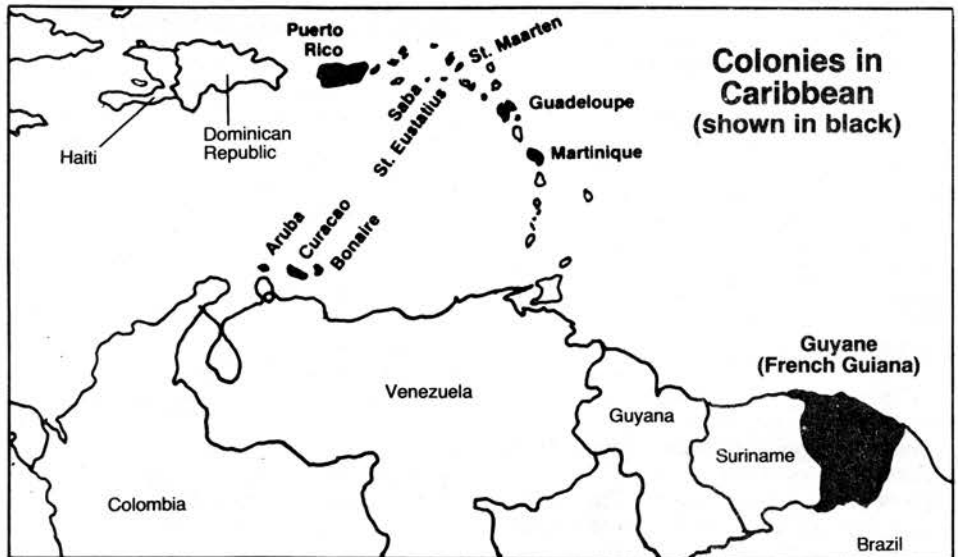 Colonies in
Caribbean
(shown in black)
Puerto
Rico
St. Maarten
Saba
St. Eustatius
Guadeloupe
Martinique
Haiti
Dominican
Republic
Aruba
Curacao
Bonaire
Guyane
(French Guiana)
Venezuela
Guyana
Suriname
Colombia
Brazil